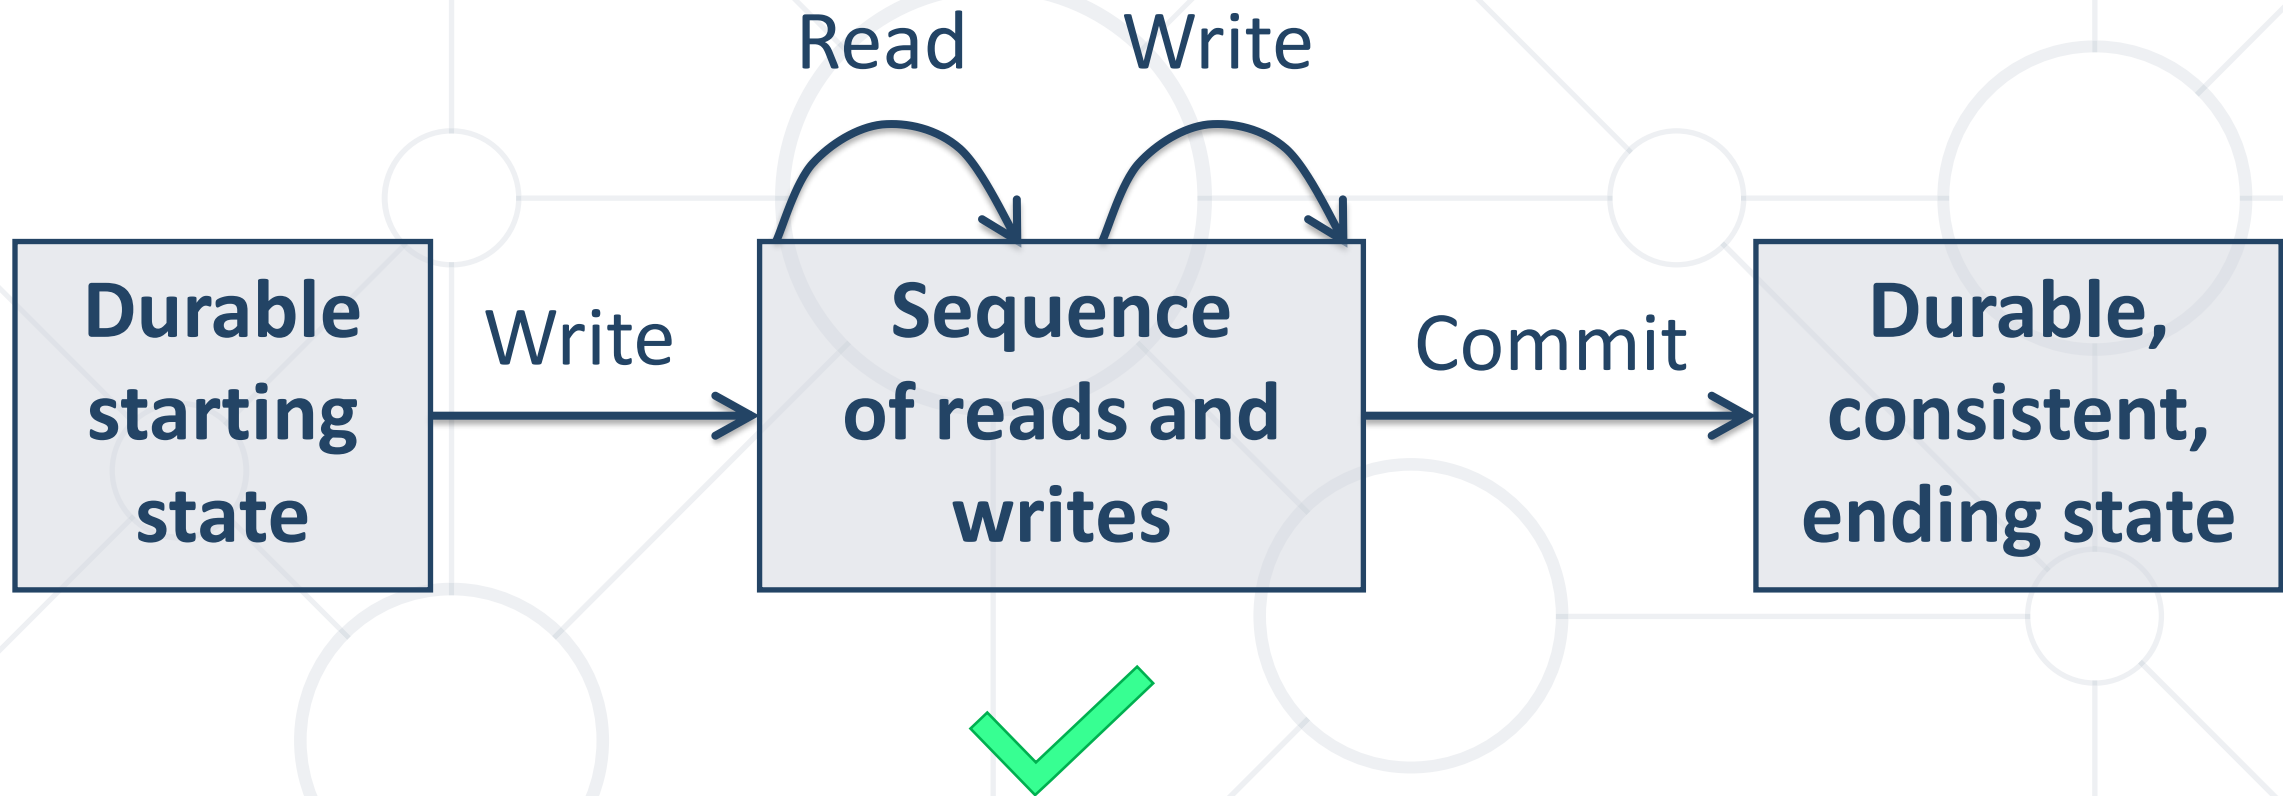 Read
Write
Durable
starting
state
Write
Sequence
of reads and
writes
Commit
Durable,
consistent,
ending state